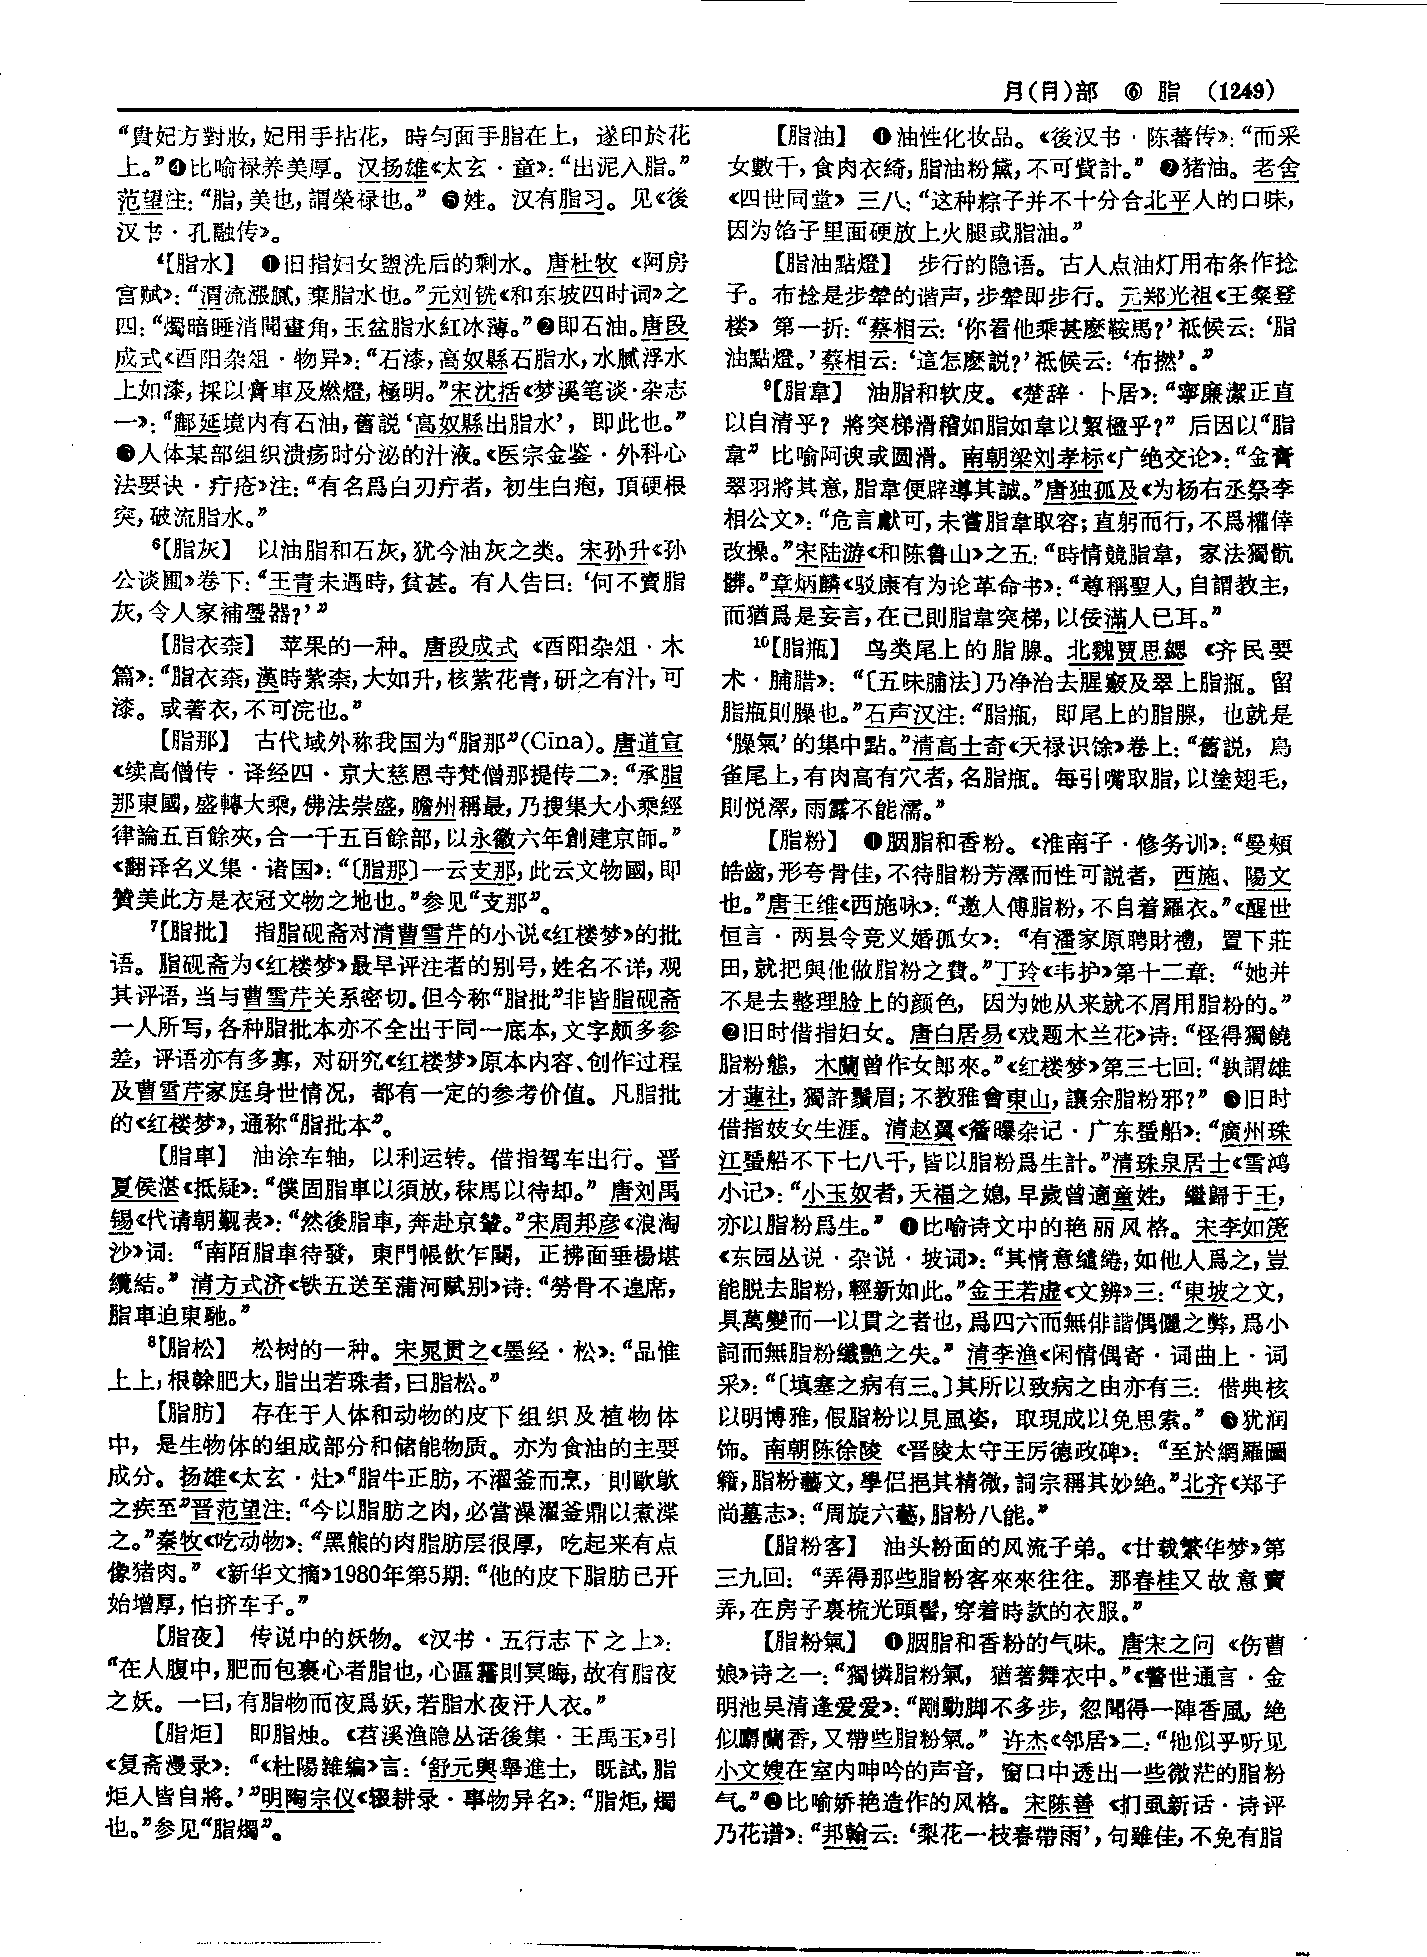 月(⺼)部 ⑥ 脂 (1249)
“貴妃方對妝，妃用手拈花，時勻面手脂在上，遂印於花
上。”❹比喻禄养美厚。汉扬雄《太玄·童》：“出泥入脂。”
范望注：“脂，美也，謂榮禄也。” ❺姓。汉有脂习。见《後
汉书·孔融传》。
⁴【脂水】 ❶旧指妇女盥洗后的剩水。唐杜牧《阿房
宫赋》：“渭流漲膩，棄脂水也。”元刘铣《和东坡四时词》之
四：“燭暗睡消聞畫角，玉盆脂水紅冰薄。”❷即石油。唐段
成式《酉阳杂俎·物异》：“石漆，高奴縣石脂水，水膩浮水
上如漆，採以膏車及燃燈，極明。”宋沈括《梦溪笔谈·杂志
一》：“鄜延境内有石油，舊説‘高奴縣出脂水’，即此也。”
❸人体某部组织溃疡时分泌的汁液。《医宗金鉴·外科心
法要诀·疔疮》注：“有名爲白刃疔者，初生白疱，頂硬根
突，破流脂水。”
⁶【脂灰】 以油脂和石灰，犹今油灰之类。宋孙升《孙
公谈圃》卷下：“王青未遇時，貧甚。有人告曰：‘何不賣脂
灰，令人家補璺器？’”
【脂衣柰】 苹果的一种。唐段成式《酉阳杂俎·木
篇》：“脂衣柰，漢時紫柰，大如升，核紫花青，研之有汁，可
漆。或著衣，不可浣也。”
【脂那】 古代域外称我国为“脂那”(Cina)。唐道宣
《续高僧传·译经四·京大慈恩寺梵僧那提传二》：“承脂
那東國，盛轉大乘，佛法崇盛，瞻州稱最，乃搜集大小乘經
律論五百餘夾，合一千五百餘部，以永徽六年創建京師。”
《翻译名义集·诸国》：“〔脂那〕一云支那，此云文物國，即
贊美此方是衣冠文物之地也。”参见“支那”。
⁷【脂批】 指脂砚斋对清曹雪芹的小说《红楼梦》的批
语。脂砚斋为《红楼梦》最早评注者的别号，姓名不详，观
其评语，当与曹雪芹关系密切。但今称“脂批”非皆脂砚斋
一人所写，各种脂批本亦不全出于同一底本，文字颇多参
差，评语亦有多寡，对研究《红楼梦》原本内容、创作过程
及曹雪芹家庭身世情况，都有一定的参考价值。凡脂批
的《红楼梦》，通称“脂批本”。
【脂車】 油涂车轴，以利运转。借指驾车出行。晋
夏侯湛《抵疑》：“僕固脂車以須放，秣馬以待却。” 唐刘禹
锡《代请朝觐表》：“然後脂車，奔赴京輦。”宋周邦彦《浪淘
沙》词：“南陌脂車待發，東門帳飲乍闋，正拂面垂楊堪
纜結。”清方式济《铁五送至蒲河赋别》诗：“勞骨不遑席，
脂車迫東馳。”
⁸【脂松】 松树的一种。宋晁贯之《墨经·松》：“品惟
上上，根榦肥大，脂出若珠者，曰脂松。”
【脂肪】 存在于人体和动物的皮下组织及植物体
中，是生物体的组成部分和储能物质。亦为食油的主要
成分。扬雄《太玄·灶》“脂牛正肪，不濯釜而烹，則歐歍
之疾至”晋范望注：“今以脂肪之肉，必當澡濯釜鼎以煮渫
之。”秦牧《吃动物》：“黑熊的肉脂肪层很厚，吃起来有点
像猪肉。” 《新华文摘》1980年第5期：“他的皮下脂肪已开
始增厚，怕挤车子。”
【脂夜】 传说中的妖物。《汉书·五行志下之上》：
“在人腹中，肥而包裹心者脂也，心區霿則冥晦，故有脂夜
之妖。一曰，有脂物而夜爲妖，若脂水夜汙人衣。”
【脂炬】 即脂烛。《苕溪渔隐丛话後集·王禹玉》引
《复斋漫录》：“《杜陽雜編》言：‘舒元輿舉進士，既試，脂
炬人皆自將。’”明陶宗仪《辍耕录·事物异名》：“脂炬，燭
也。”参见“脂燭”。
【脂油】 ❶油性化妆品。《後汉书·陈蕃传》：“而采
女數千，食肉衣綺，脂油粉黛，不可貲計。” ❷猪油。老舍
《四世同堂》三八：“这种粽子并不十分合北平人的口味，
因为馅子里面硬放上火腿或脂油。”
【脂油點燈】 步行的隐语。古人点油灯用布条作捻
子。布捻是步辇的谐声，步辇即步行。元郑光祖《王粲登
楼》第一折：“蔡相云：‘你看他乘甚麽鞍馬？’祗候云：‘脂
油點燈。’蔡相云：‘這怎麽説？’祗候云：‘布撚’。”
⁹【脂韋】 油脂和软皮。《楚辞·卜居》：“寧廉潔正直
以自清乎？將突梯滑稽如脂如韋以絜楹乎？” 后因以“脂
韋”比喻阿谀或圆滑。南朝梁刘孝标《广绝交论》：“金膏
翠羽將其意，脂韋便辟導其誠。”唐独孤及《为杨右丞祭李
相公文》：“危言獻可，未嘗脂韋取容；直躬而行，不爲權倖
改操。”宋陆游《和陈鲁山》之五：“時情競脂韋，家法獨骯
髒。”章炳麟《驳康有为论革命书》：“尊稱聖人，自謂教主，
而猶爲是妄言，在己則脂韋突梯，以佞滿人已耳。”
¹⁰【脂瓶】 鸟类尾上的脂腺。北魏贾思勰《齐民要
术·脯腊》：“〔五味脯法〕乃净治去腥竅及翠上脂瓶。留
脂瓶則臊也。”石声汉注：“脂瓶，即尾上的脂腺，也就是
‘臊氣’的集中點。”清高士奇《天禄识馀》卷上：“舊説，鳥
雀尾上，有肉高有穴者，名脂瓶。每引嘴取脂，以塗翅毛，
則悦澤，雨露不能濡。”
【脂粉】 ❶胭脂和香粉。《淮南子·修务训》：“曼頰
皓齒，形夸骨佳，不待脂粉芳澤而性可説者，西施、陽文
也。”唐王维《西施咏》：“邀人傅脂粉，不自着羅衣。”《醒世
恒言·两县令竞义婚孤女》：“有潘家原聘財禮，置下莊
田，就把與他做脂粉之費。”丁玲《韦护》第十二章：“她并
不是去整理脸上的颜色，因为她从来就不屑用脂粉的。”
❷旧时借指妇女。唐白居易《戏题木兰花》诗：“怪得獨饒
脂粉態，木蘭曾作女郎來。”《红楼梦》第三七回：“孰謂雄
才蓮社，獨許鬚眉；不教雅會東山，讓余脂粉邪？” ❸旧时
借指妓女生涯。清赵翼《簷曝杂记·广东蜑船》：“廣州珠
江蜑船不下七八千，皆以脂粉爲生計。”清珠泉居士《雪鸿
小记》：“小玉奴者，天福之媳，早歲曾適童姓，繼歸于王，
亦以脂粉爲生。” ❹比喻诗文中的艳丽风格。宋李如箎
《东园丛说·杂说·坡词》：“其情意缱绻，如他人爲之，豈
能脱去脂粉，輕新如此。”金王若虚《文辨》三：“東坡之文，
具萬變而一以貫之者也，爲四六而無俳諧偶儷之弊，爲小
詞而無脂粉纖艷之失。” 清李渔《闲情偶寄·词曲上·词
采》：“〔填塞之病有三。〕其所以致病之由亦有三：借典核
以明博雅，假脂粉以見風姿，取現成以免思索。” ❺犹润
饰。南朝陈徐陵《晋陵太守王厉德政碑》：“至於網羅圖
籍，脂粉藝文，學侣挹其精微，詞宗稱其妙绝。”北齐《郑子
尚墓志》：“周旋六藝，脂粉八能。”
【脂粉客】 油头粉面的风流子弟。《廿载繁华梦》第
三九回：“弄得那些脂粉客來來往往。那春桂又故意賣
弄，在房子裏梳光頭髻，穿着時款的衣服。”
【脂粉氣】 ❶胭脂和香粉的气味。唐宋之问《伤曹
娘》诗之一：“獨憐脂粉氣，猶著舞衣中。”《警世通言·金
明池吴清逢爱爱》：“剛動脚不多步，忽聞得一陣香風，絶
似麝蘭香，又帶些脂粉氣。” 许杰《邻居》二：“他似乎听见
小文嫂在室内呻吟的声音，窗口中透出一些微茫的脂粉
气。”❷比喻娇艳造作的风格。宋陈善《扪虱新话·诗评
乃花谱》：“邦翰云：‘梨花一枝春帶雨’，句雖佳，不免有脂